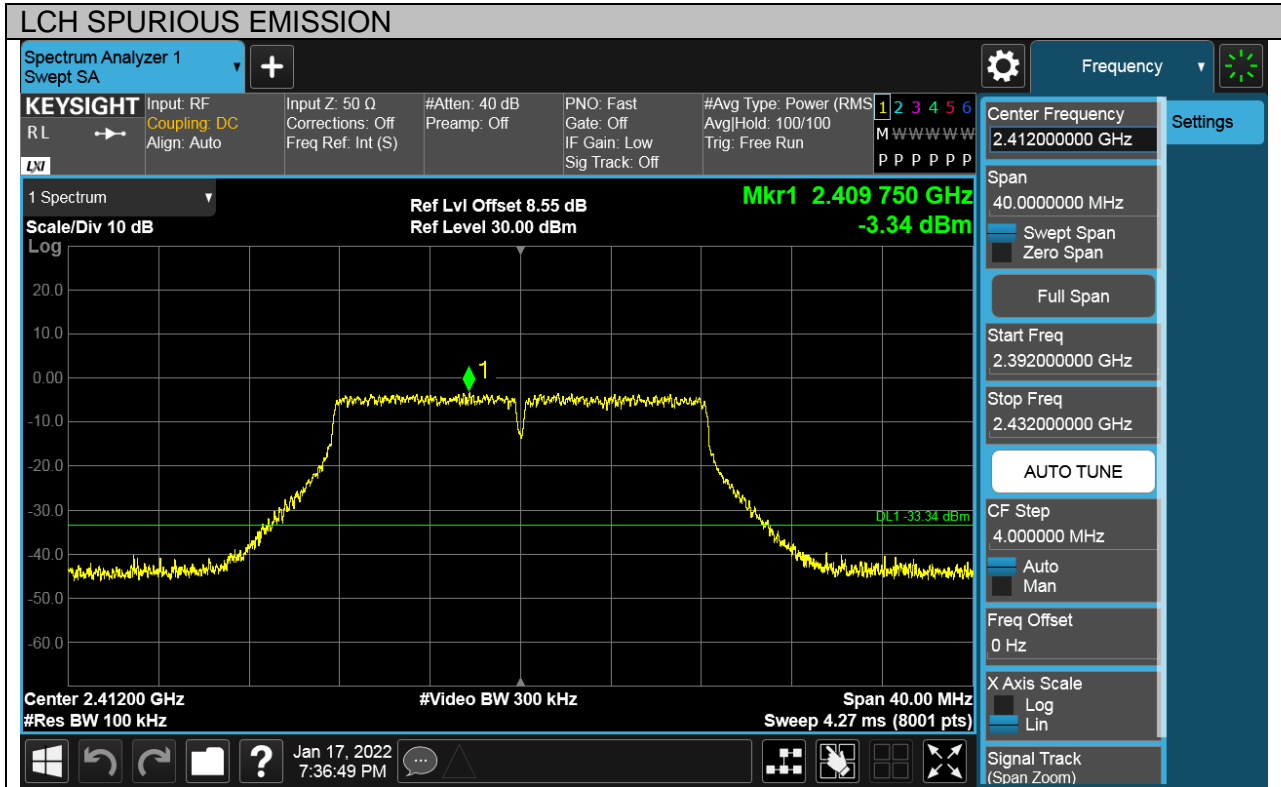 LCH SPURIOUS EMISSION
Spectrum Analyzer 1
Swept SA
+
Frequency
KEYSIGHT
RL
LXI
Input: RF
Coupling: DC
Align: Auto
Input Z: 50 Ω
Corrections: Off
Freq Ref: Int (S)
#Atten: 40 dB
Preamp: Off
PNO: Fast
Gate: Off
IF Gain: Low
Sig Track: Off
#Avg Type: Power (RMS
Avg|Hold: 100/100
Trig: Free Run
1 2 3 4 5 6
M W W W W W
P P P P P P
1 Spectrum
Scale/Div 10 dB
Ref Lvl Offset 8.55 dB
Ref Level 30.00 dBm
Mkr1 2.409 750 GHz
-3.34 dBm
Log
20.0
10.0
0.00
-10.0
-20.0
-30.0
-40.0
-50.0
-60.0
1
DL1 -33.34 dBm
Center 2.41200 GHz
#Res BW 100 kHz
#Video BW 300 kHz
Span 40.00 MHz
Sweep 4.27 ms (8001 pts)
Center Frequency
2.412000000 GHz
Settings
Span
40.0000000 MHz
Swept Span
Zero Span
Full Span
Start Freq
2.392000000 GHz
Stop Freq
2.432000000 GHz
AUTO TUNE
CF Step
4.000000 MHz
Auto
Man
Freq Offset
0 Hz
X Axis Scale
Log
Lin
Signal Track
(Span Zoom)
?
Jan 17, 2022
7:36:49 PM